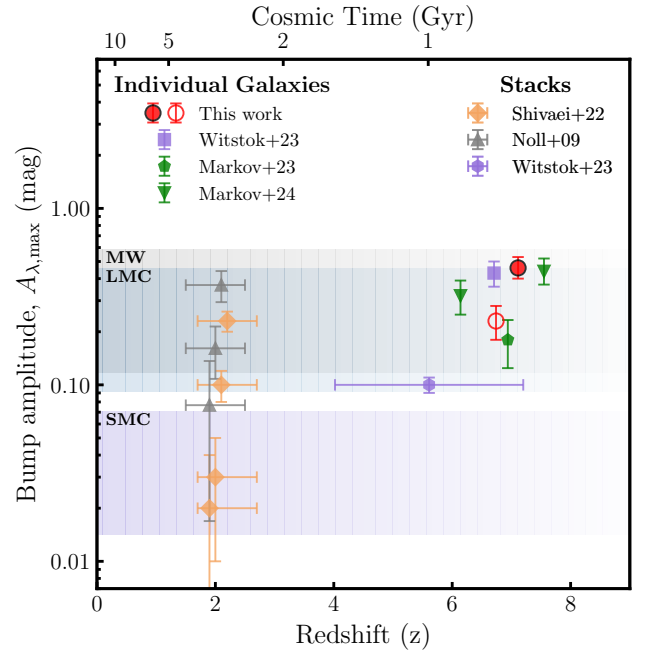 Cosmic Time (Gyr)
10 5 2 1
Individual Galaxies Stacks
This work Shivaei+22
Witstok+23 Noll+09
Markov+23 Witstok+23
Markov+24
Bump amplitude, A_{λ,max} (mag)
1.00
0.10
0.01
MW
LMC
SMC
0 2 4 6 8
Redshift (z)